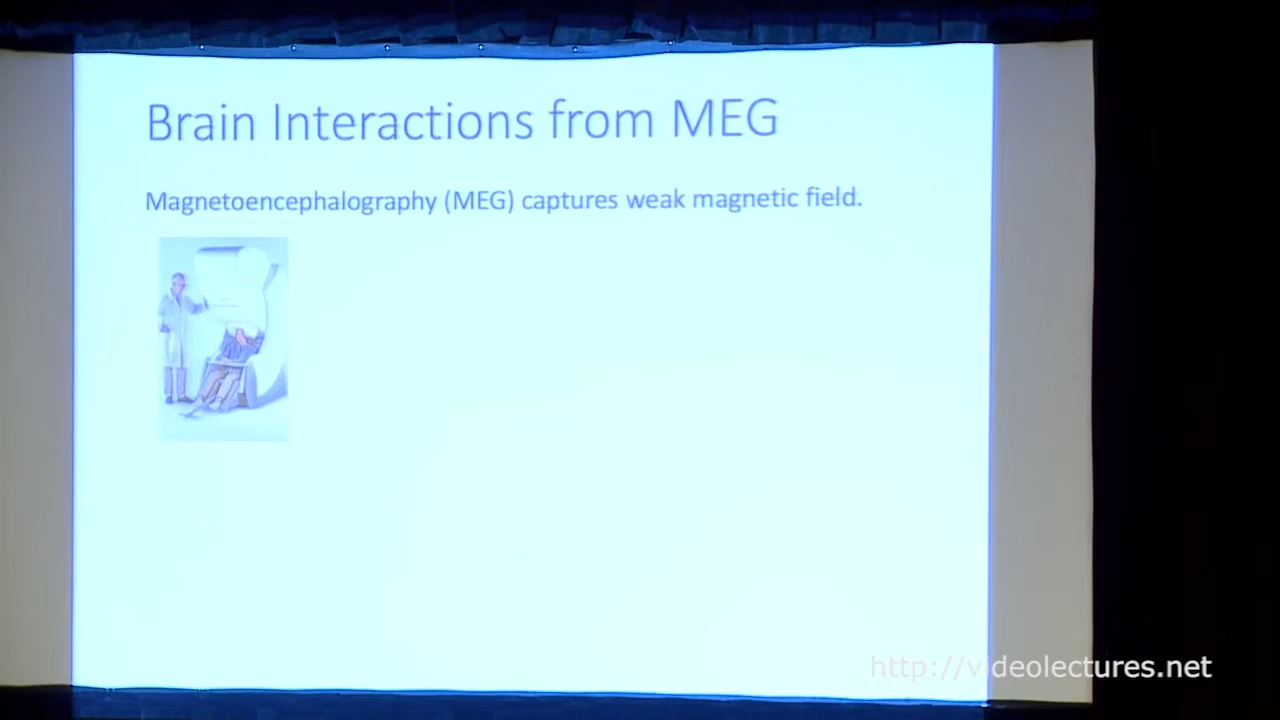 Brain Interactions from MEG
Magnetoencephalography (MEG) captures weak magnetic field.
http://videolectures.net